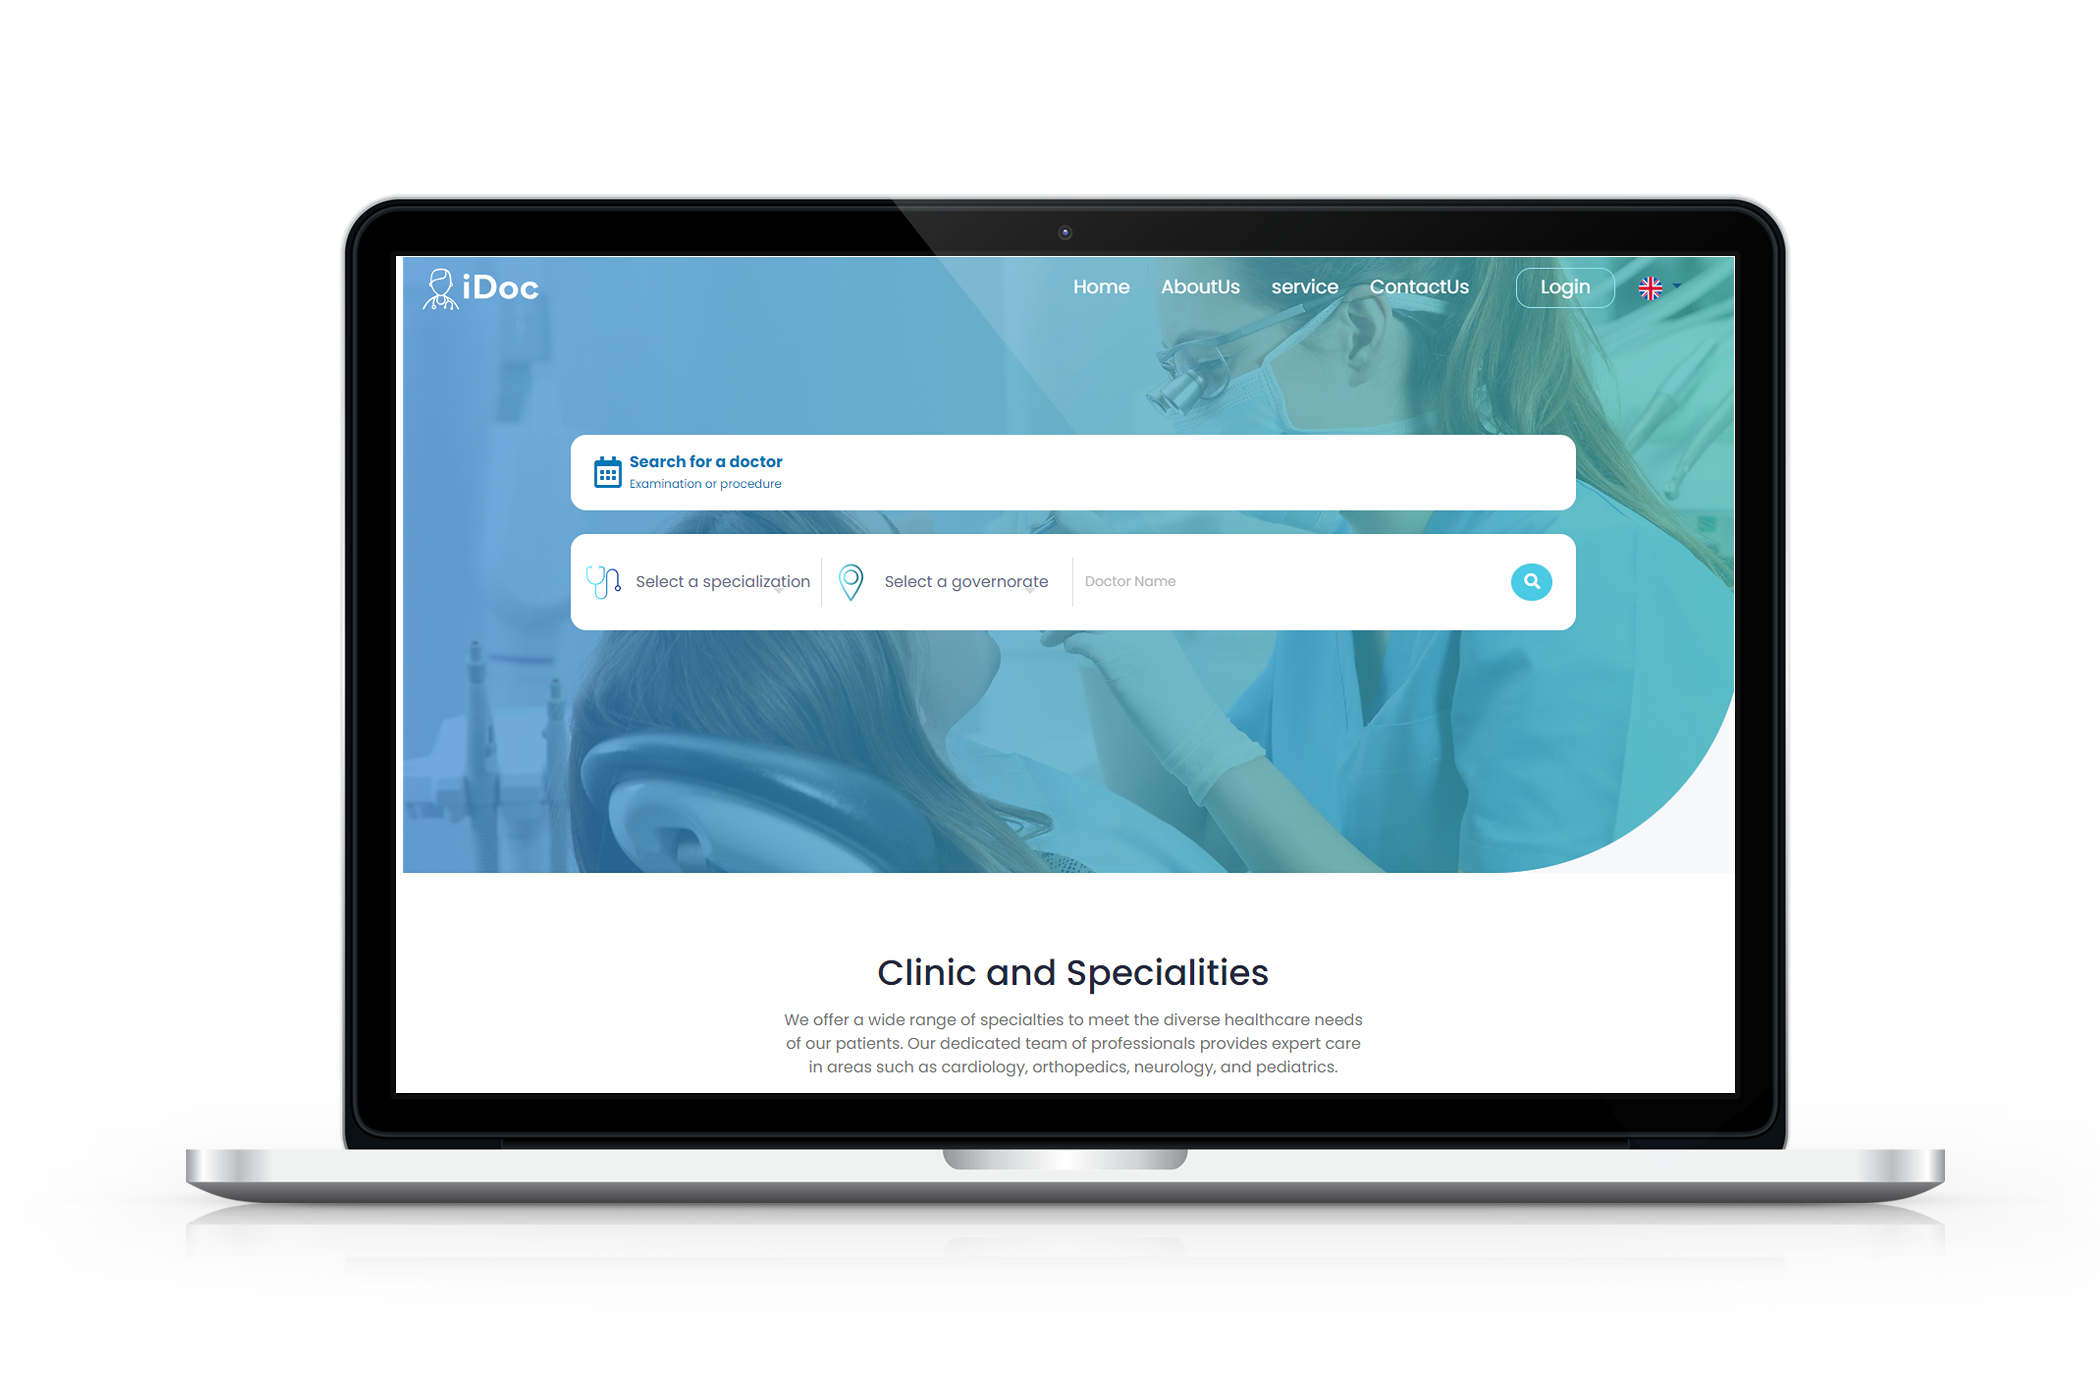 iDoc
Home AboutUs service ContactUs Login
Search for a doctor
Examination or procedure
Select a specialization Select a governorate Doctor Name
Clinic and Specialities
We offer a wide range of specialties to meet the diverse healthcare needs
of our patients. Our dedicated team of professionals provides expert care
in areas such as cardiology, orthopedics, neurology, and pediatrics.